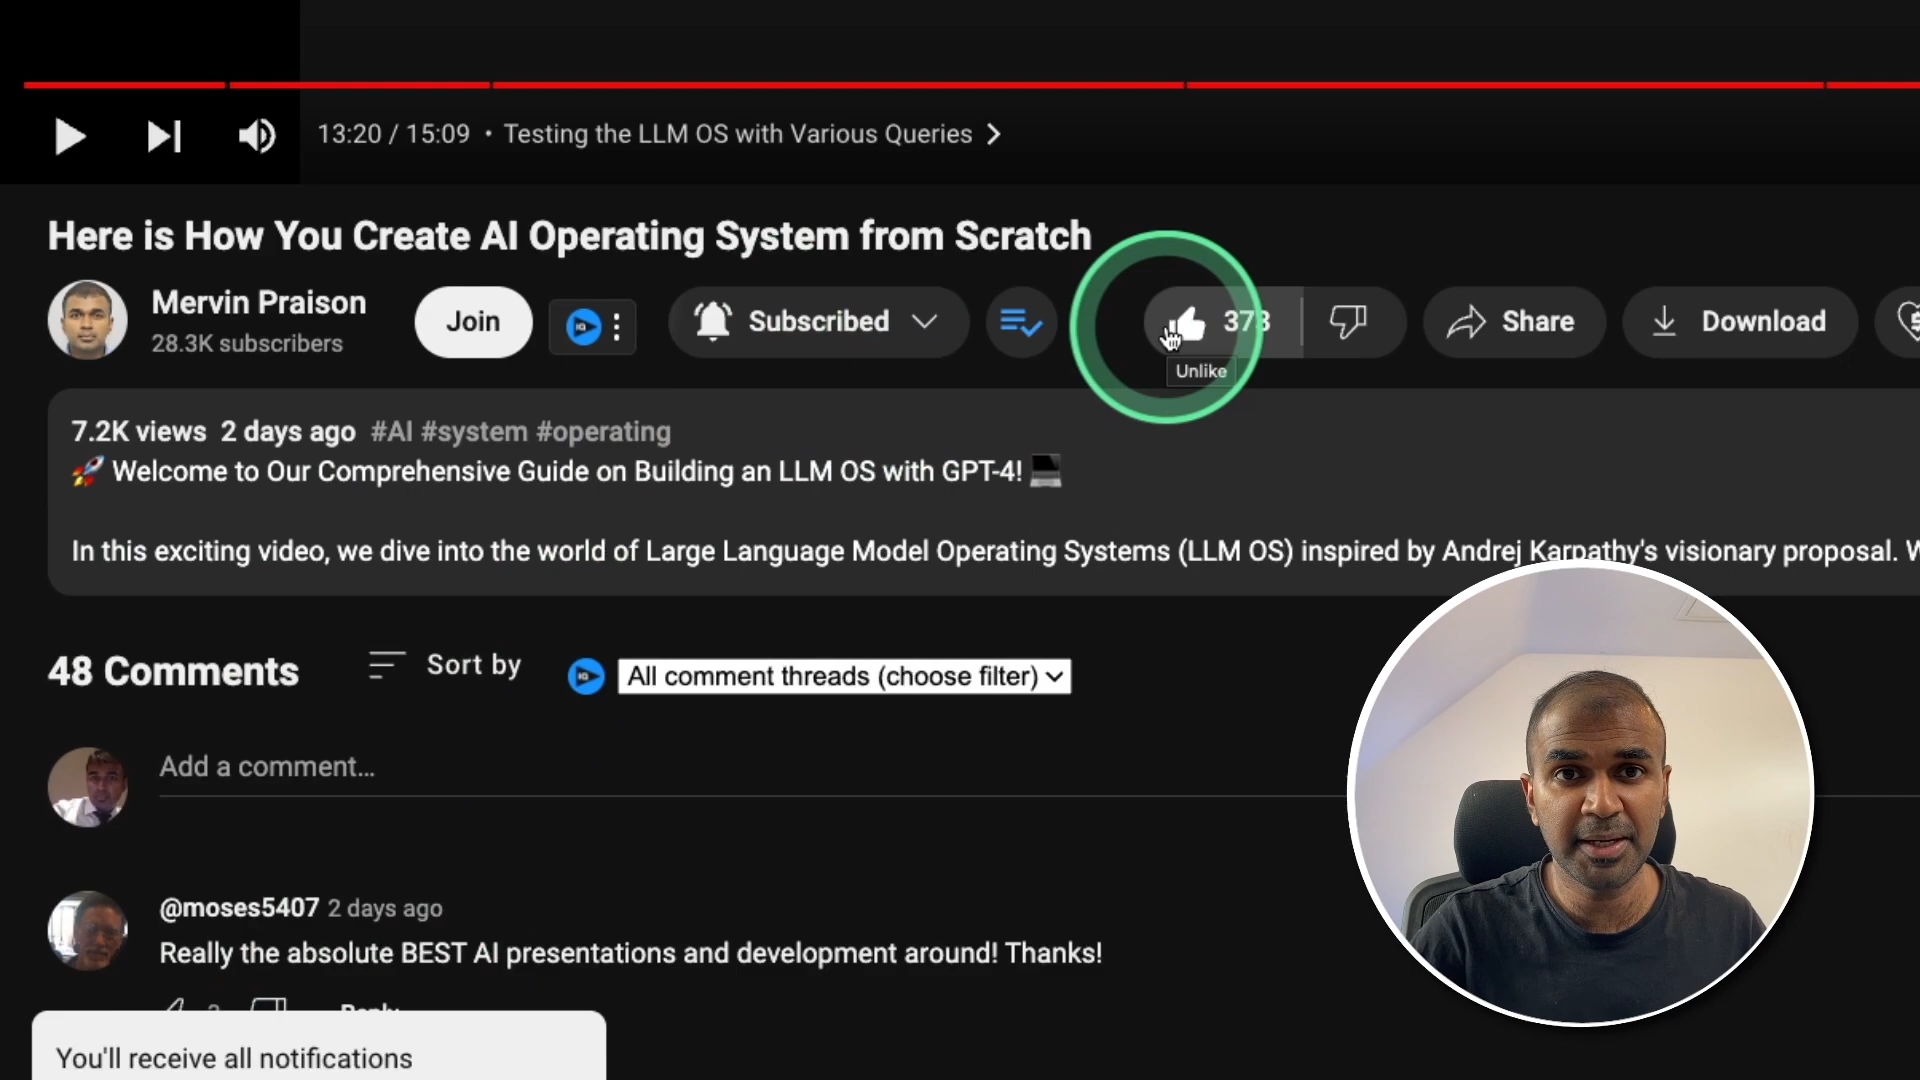 13:20 / 15:09 • Testing the LLM OS with Various Queries
Here is How You Create AI Operating System from Scratch
Mervin Praison
28.3K subscribers
Join
Subscribed
373
Share
Download
Unlike
7.2K views 2 days ago #AI #system #operating
🚀 Welcome to Our Comprehensive Guide on Building an LLM OS with GPT-4! 💻
In this exciting video, we dive into the world of Large Language Model Operating Systems (LLM OS) inspired by Andrej Karpathy's visionary proposal. W
48 Comments
Sort by
All comment threads (choose filter)
Add a comment...
@moses5407 2 days ago
Really the absolute BEST AI presentations and development around! Thanks!
Reply
You'll receive all notifications